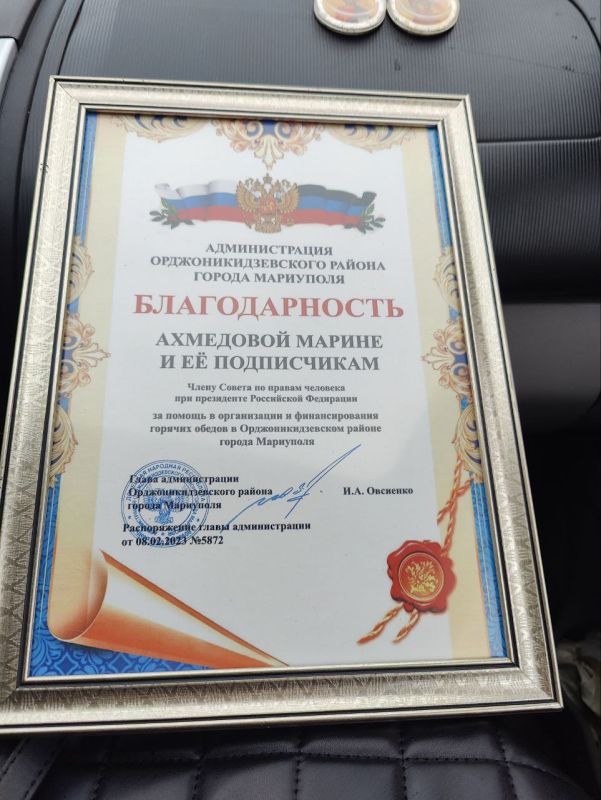 АДМИНИСТРАЦИЯ
ОРДЖОНИКИДЗЕВСКОГО РАЙОНА
ГОРОДА МАРИУПОЛЯ
БЛАГОДАРНОСТЬ
АХМЕДОВОЙ МАРИНЕ
И ЕЁ ПОДПИСЧИКАМ
Члену Совета по правам человека
при президенте Российской Федерации
за помощь в организации и финансирования
горячих обедов в Орджоникидзевском районе
города Мариуполя
Глава администрации
Орджоникидзевского района И.А. Овсиенко
города Мариуполя
Распоряжение главы администрации
от 08.02.2023 №5872